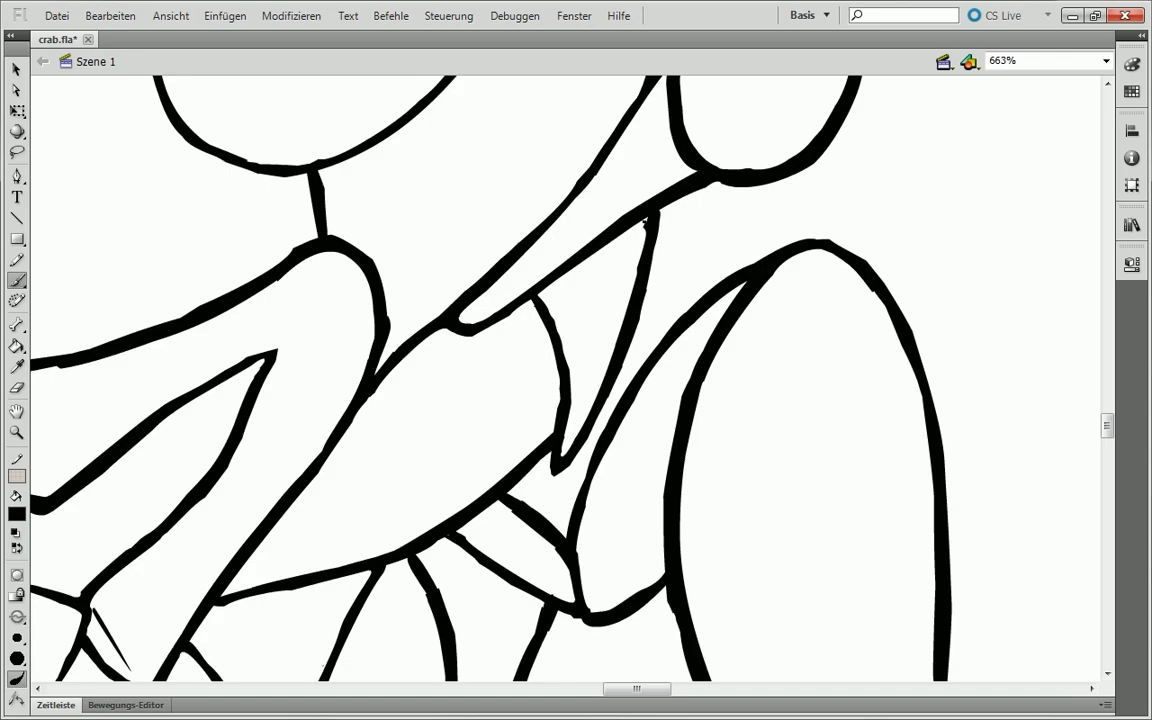 Fl Datei Bearbeiten Ansicht Einfügen Modifizieren Text Befehle Steuerung Debuggen Fenster Hilfe Basis CS Live
crab.fla*
Szene 1 663%
T
Zeitleiste Bewegungs-Editor